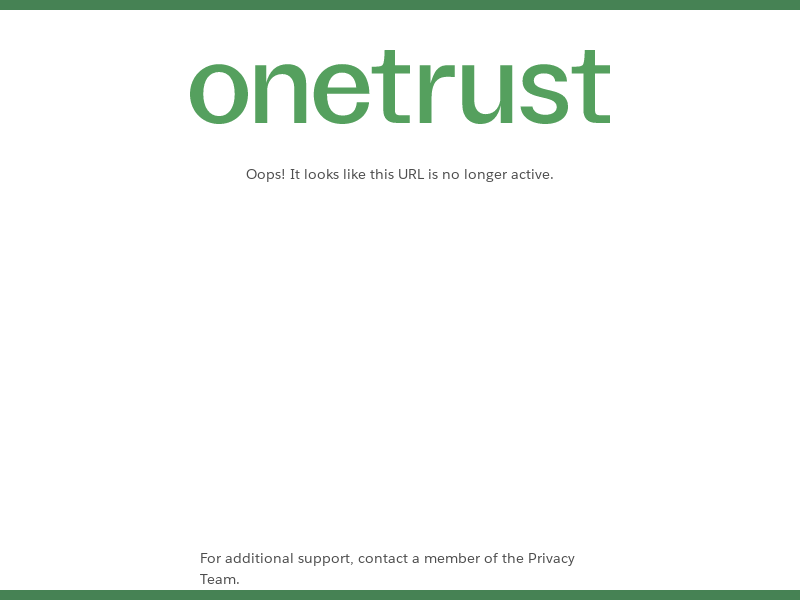 onetrust
Oops! It looks like this URL is no longer active.
For additional support, contact a member of the Privacy
Team.